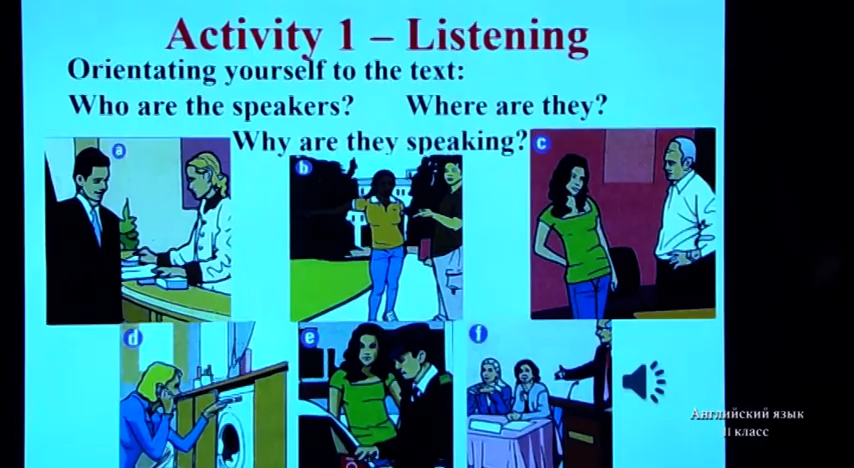 Activity 1 – Listening
Orientating yourself to the text:
Who are the speakers? Where are they?
Why are they speaking?
a
b
c
d
e
f
Английский язык
11 класс